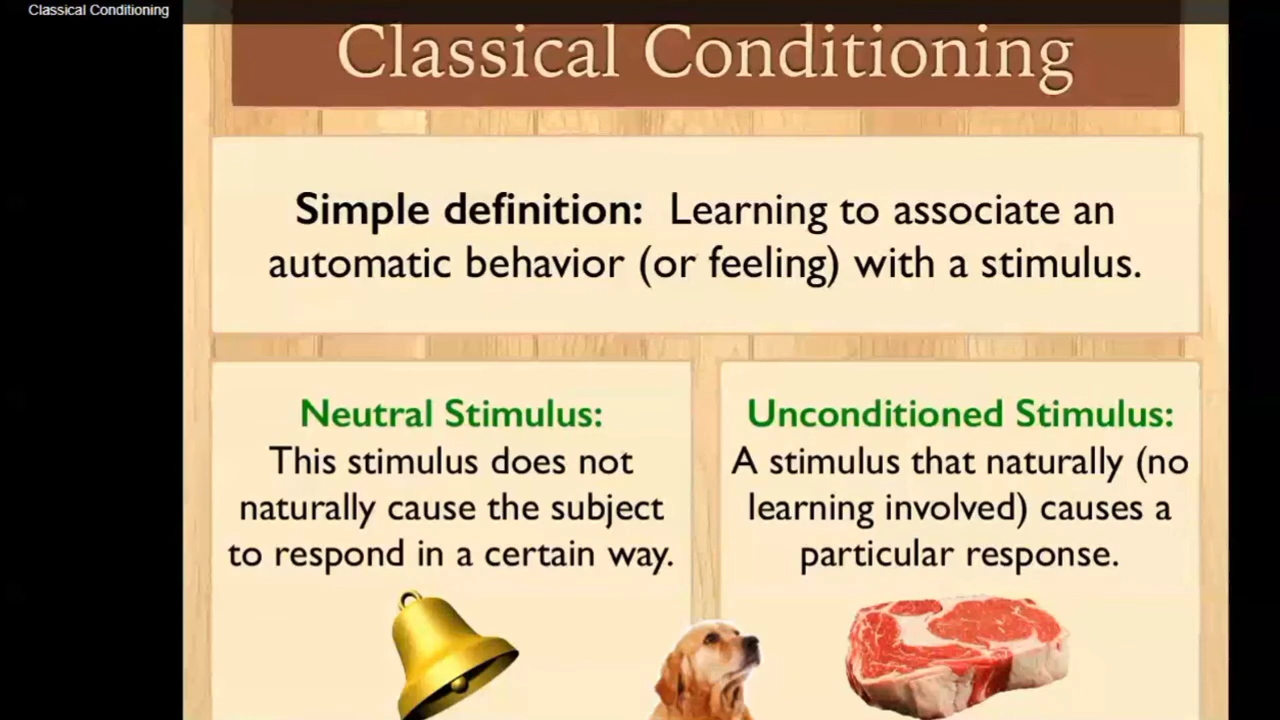 Classical Conditioning
Classical Conditioning
Simple definition: Learning to associate an
automatic behavior (or feeling) with a stimulus.
Neutral Stimulus:
This stimulus does not
naturally cause the subject
to respond in a certain way.
Unconditioned Stimulus:
A stimulus that naturally (no
learning involved) causes a
particular response.